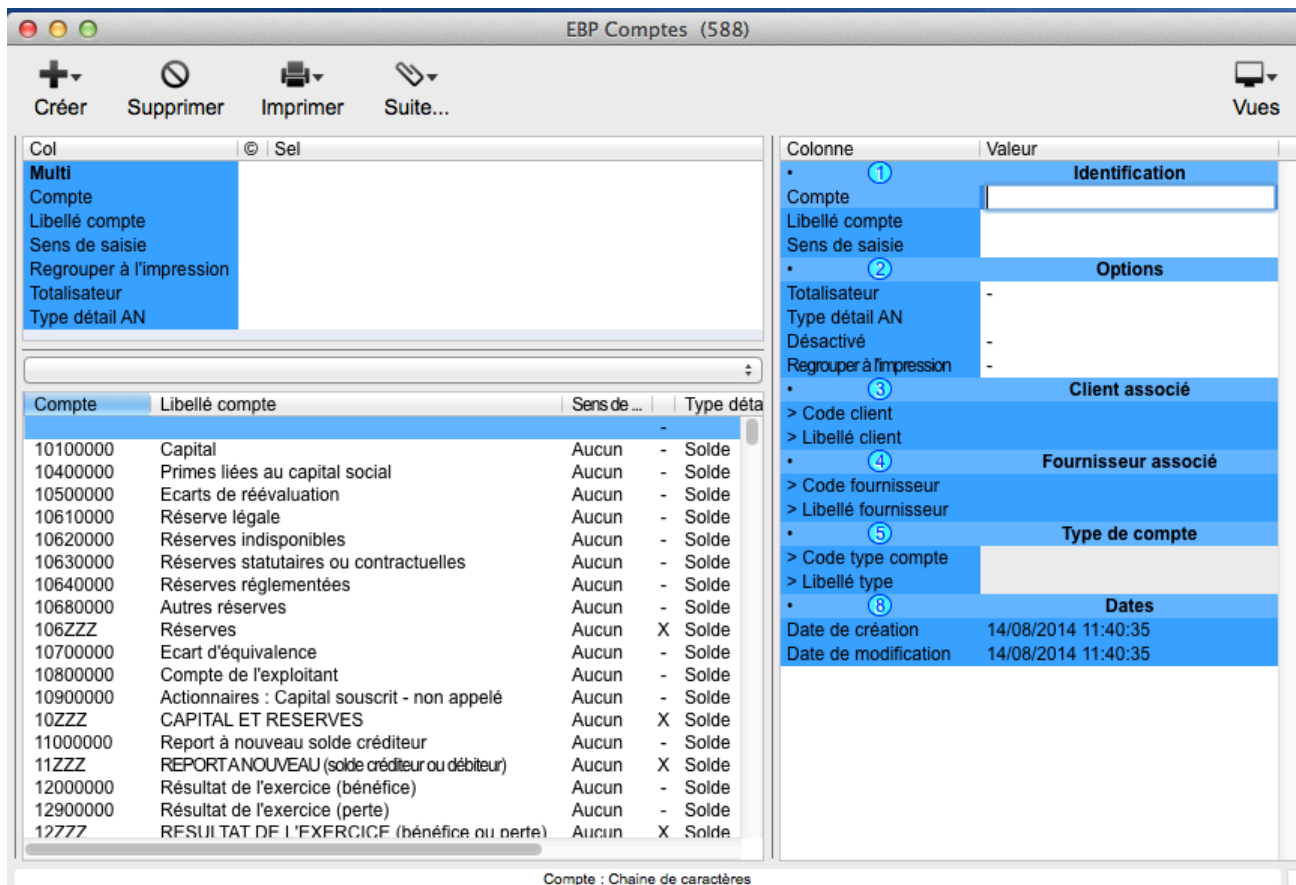 EBP Comptes (588)
Créer Supprimer Imprimer Suite... Vues
Col © Sel
Multi
Compte
Libellé compte
Sens de saisie
Regrouper à l'impression
Totalisateur
Type détail AN
Compte Libellé compte Sens de ... Type déta
-
10100000 Capital Aucun - Solde
10400000 Primes liées au capital social Aucun - Solde
10500000 Ecarts de réévaluation Aucun - Solde
10610000 Réserve légale Aucun - Solde
10620000 Réserves indisponibles Aucun - Solde
10630000 Réserves statutaires ou contractuelles Aucun - Solde
10640000 Réserves réglementées Aucun - Solde
10680000 Autres réserves Aucun - Solde
106ZZZ Réserves Aucun X Solde
10700000 Ecart d'équivalence Aucun - Solde
10800000 Compte de l'exploitant Aucun - Solde
10900000 Actionnaires : Capital souscrit - non appelé Aucun - Solde
10ZZZ CAPITAL ET RESERVES Aucun X Solde
11000000 Report à nouveau solde créditeur Aucun - Solde
11ZZZ REPORT A NOUVEAU (solde créditeur ou débiteur) Aucun X Solde
12000000 Résultat de l'exercice (bénéfice) Aucun - Solde
12900000 Résultat de l'exercice (perte) Aucun - Solde
12ZZZ RESULTAT DE L'EXERCICE (bénéfice ou perte) Aucun X Solde
Colonne Valeur
• 1 Identification
Compte
Libellé compte
Sens de saisie
• 2 Options
Totalisateur -
Type détail AN
Désactivé -
Regrouper à l'impression -
• 3 Client associé
> Code client
> Libellé client
• 4 Fournisseur associé
> Code fournisseur
> Libellé fournisseur
• 5 Type de compte
> Code type compte
> Libellé type
• 8 Dates
Date de création 14/08/2014 11:40:35
Date de modification 14/08/2014 11:40:35
Compte : Chaine de caractères